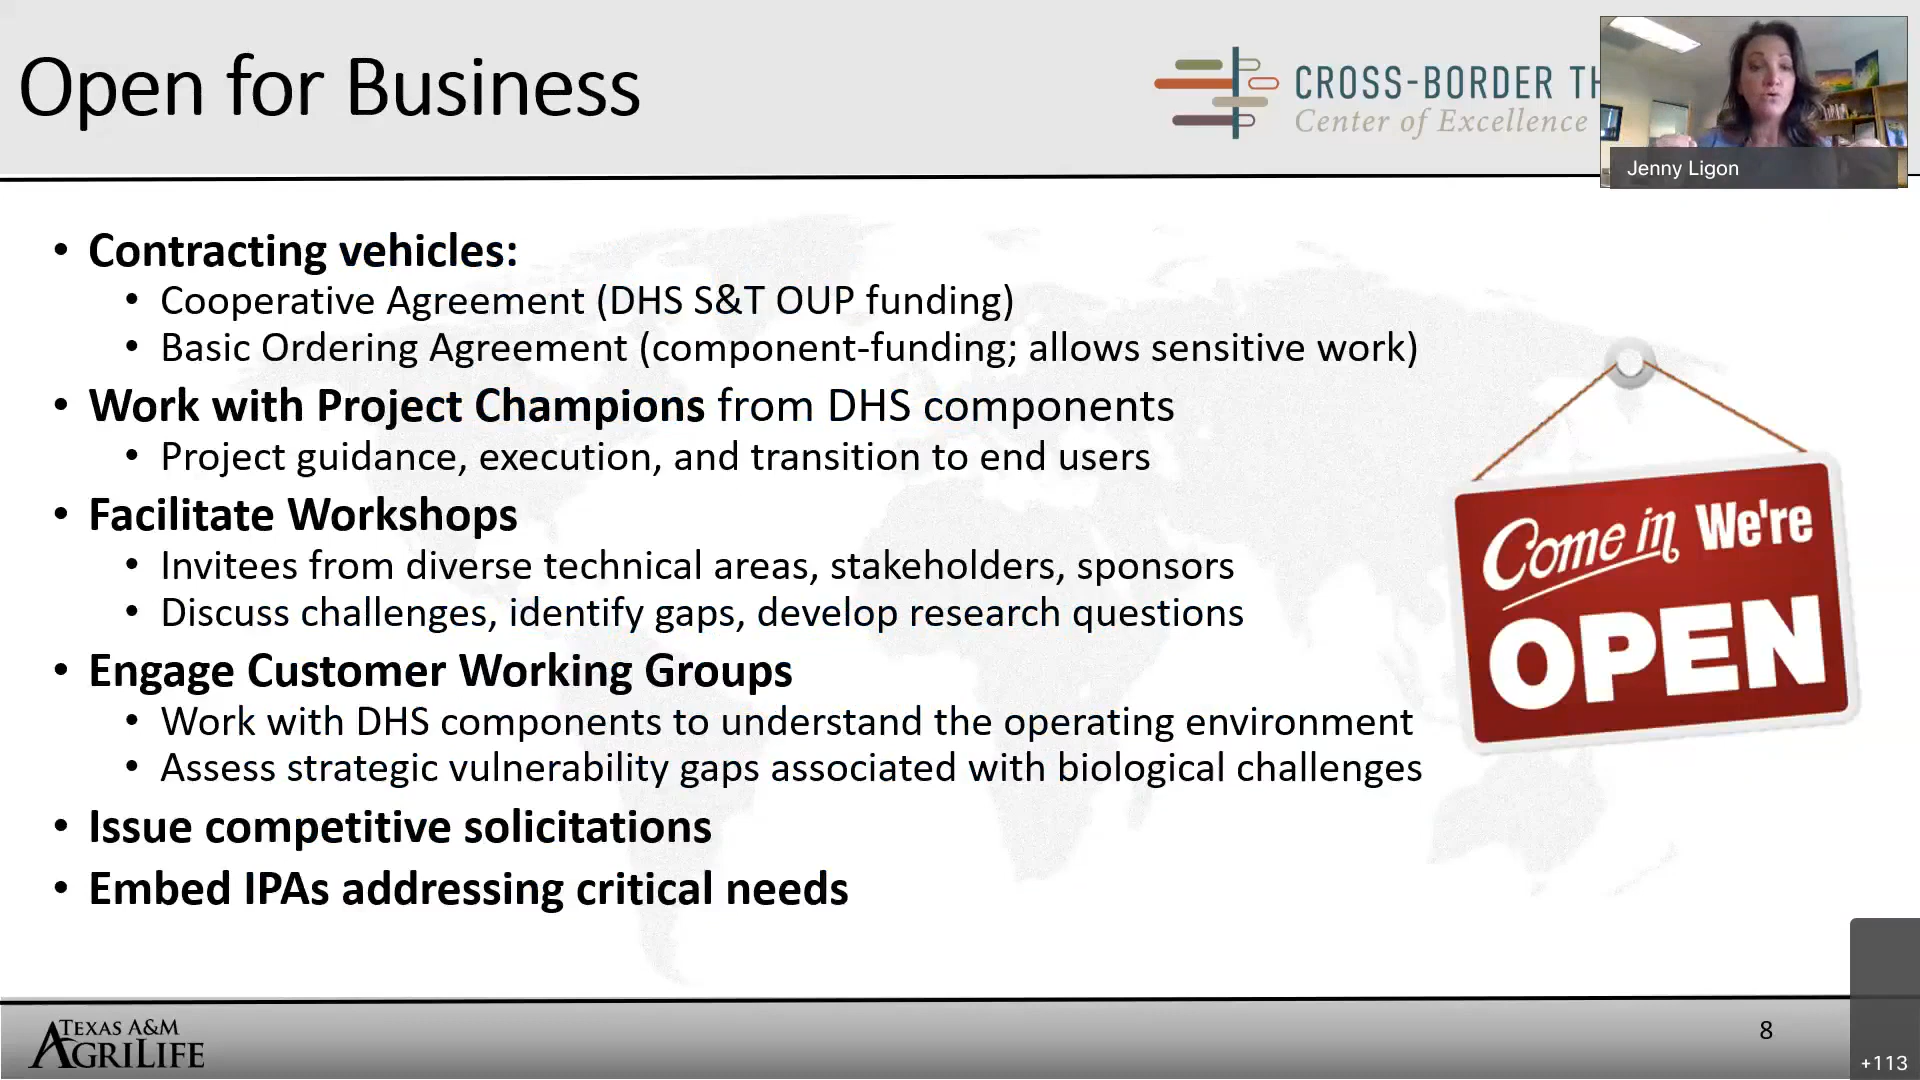 Open for Business
CROSS-BORDER
Center of Excellence
Jenny Ligon
• Contracting vehicles:
• Cooperative Agreement (DHS S&T OUP funding)
• Basic Ordering Agreement (component-funding; allows sensitive work)
• Work with Project Champions from DHS components
• Project guidance, execution, and transition to end users
• Facilitate Workshops
• Invitees from diverse technical areas, stakeholders, sponsors
• Discuss challenges, identify gaps, develop research questions
• Engage Customer Working Groups
• Work with DHS components to understand the operating environment
• Assess strategic vulnerability gaps associated with biological challenges
• Issue competitive solicitations
• Embed IPAs addressing critical needs
Come in We're
OPEN
TEXAS A&M
AGRILIFE
8
+113